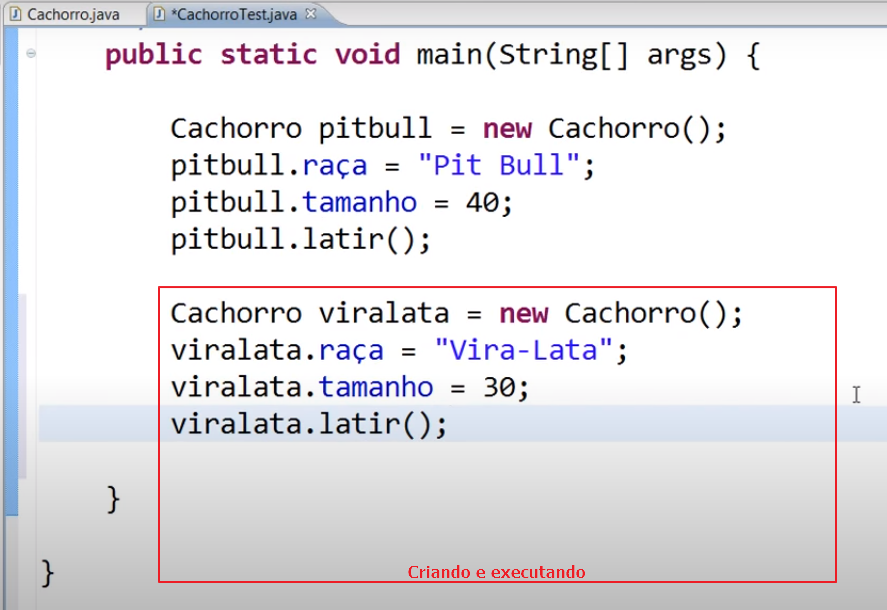 Cachorro.java *CachorroTest.java
public static void main(String[] args) {
Cachorro pitbull = new Cachorro();
pitbull.raça = "Pit Bull";
pitbull.tamanho = 40;
pitbull.latir();
Cachorro viralata = new Cachorro();
viralata.raça = "Vira-Lata";
viralata.tamanho = 30;
viralata.latir();
}
}
Criando e executando